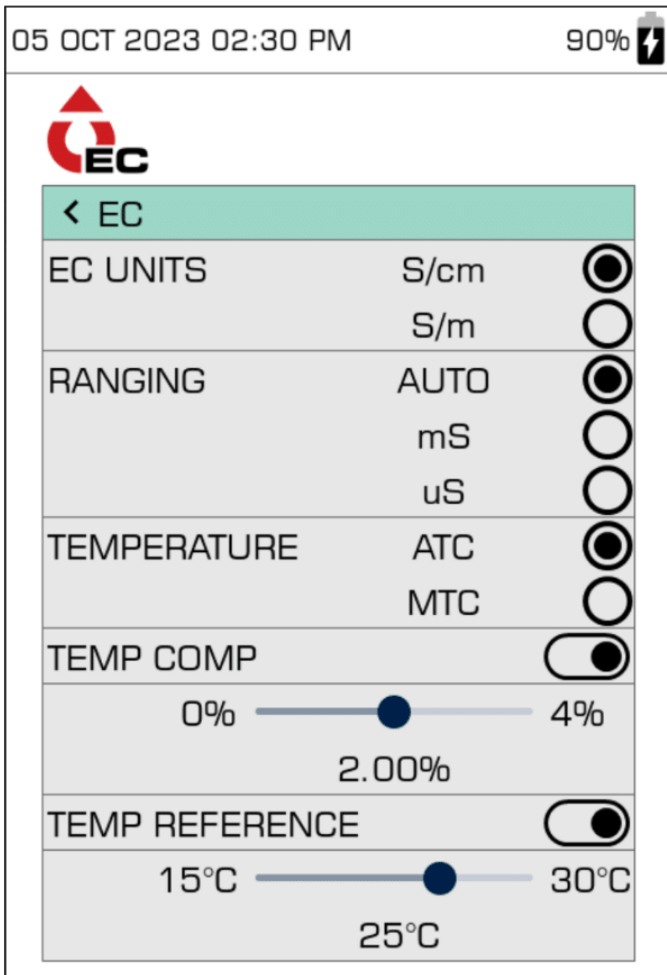 05 OCT 2023 02:30 PM 90%
EC
< EC
EC UNITS S/cm
S/m
RANGING AUTO
mS
uS
TEMPERATURE ATC
MTC
TEMP COMP
0% 4%
2.00%
TEMP REFERENCE
15°C 30°C
25°C